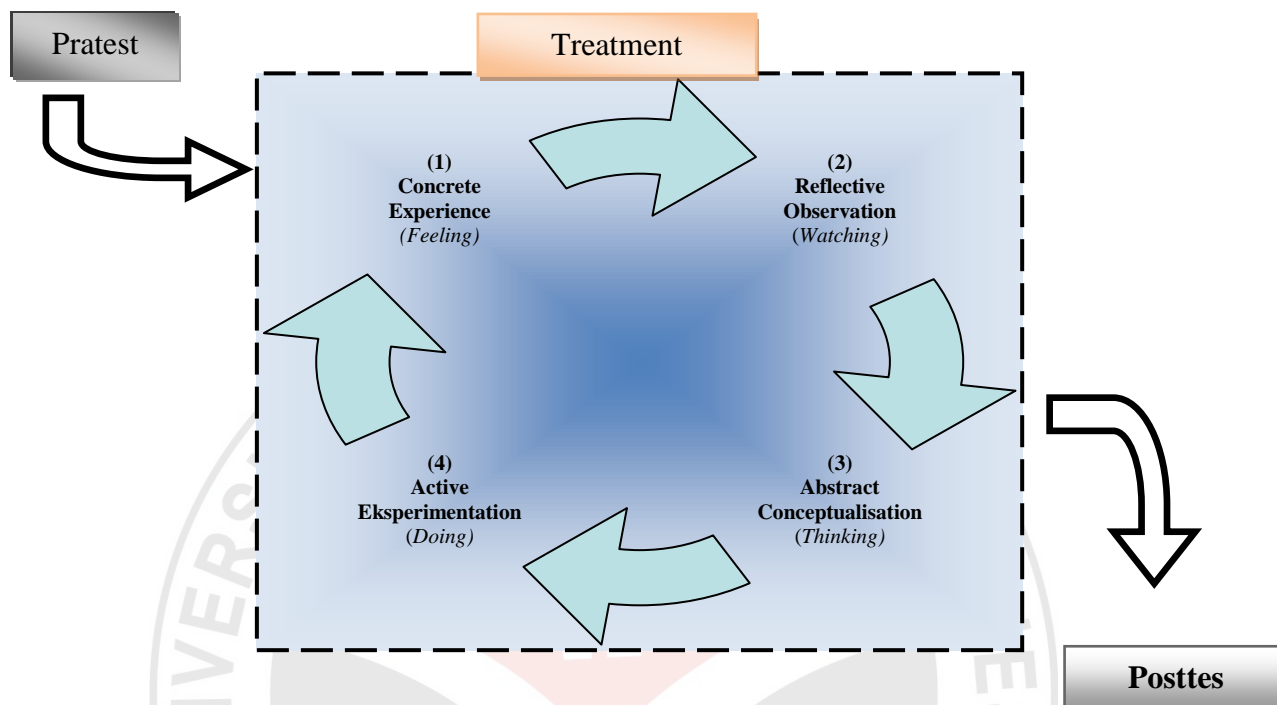 Pratest
Treatment
(1)
Concrete
Experience
(Feeling)
(2)
Reflective
Observation
(Watching)
(3)
Abstract
Conceptualisation
(Thinking)
(4)
Active
Eksperimentation
(Doing)
Posttes